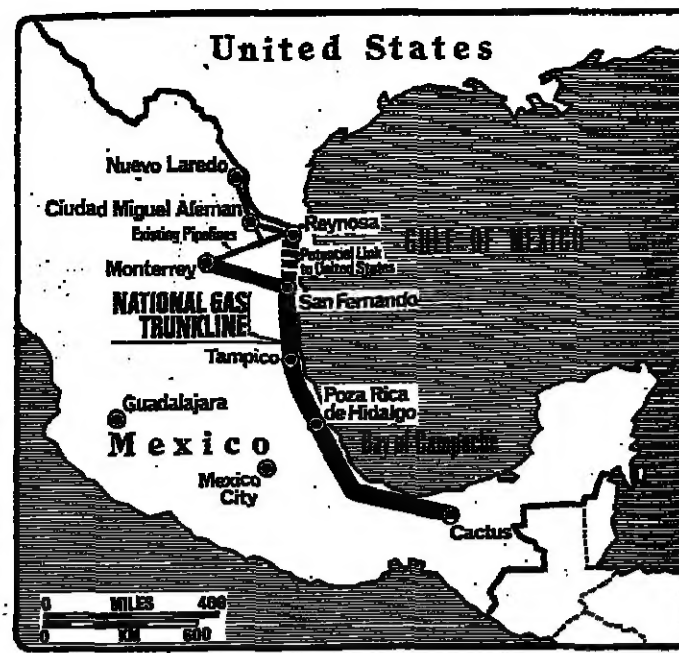 United States
Nuevo Laredo
Ciudad Miguel Aleman
Reynosa
Existing Pipelines
GULF OF MEXICO
Potential Link
to United States
Monterrey
San Fernando
NATIONAL GAS
TRUNKLINE
Tampico
Poza Rica
de Hidalgo
Guadalajara
Bay of Campeche
Mexico
Mexico
City
Cactus
0 MILES 400
0 KM 600